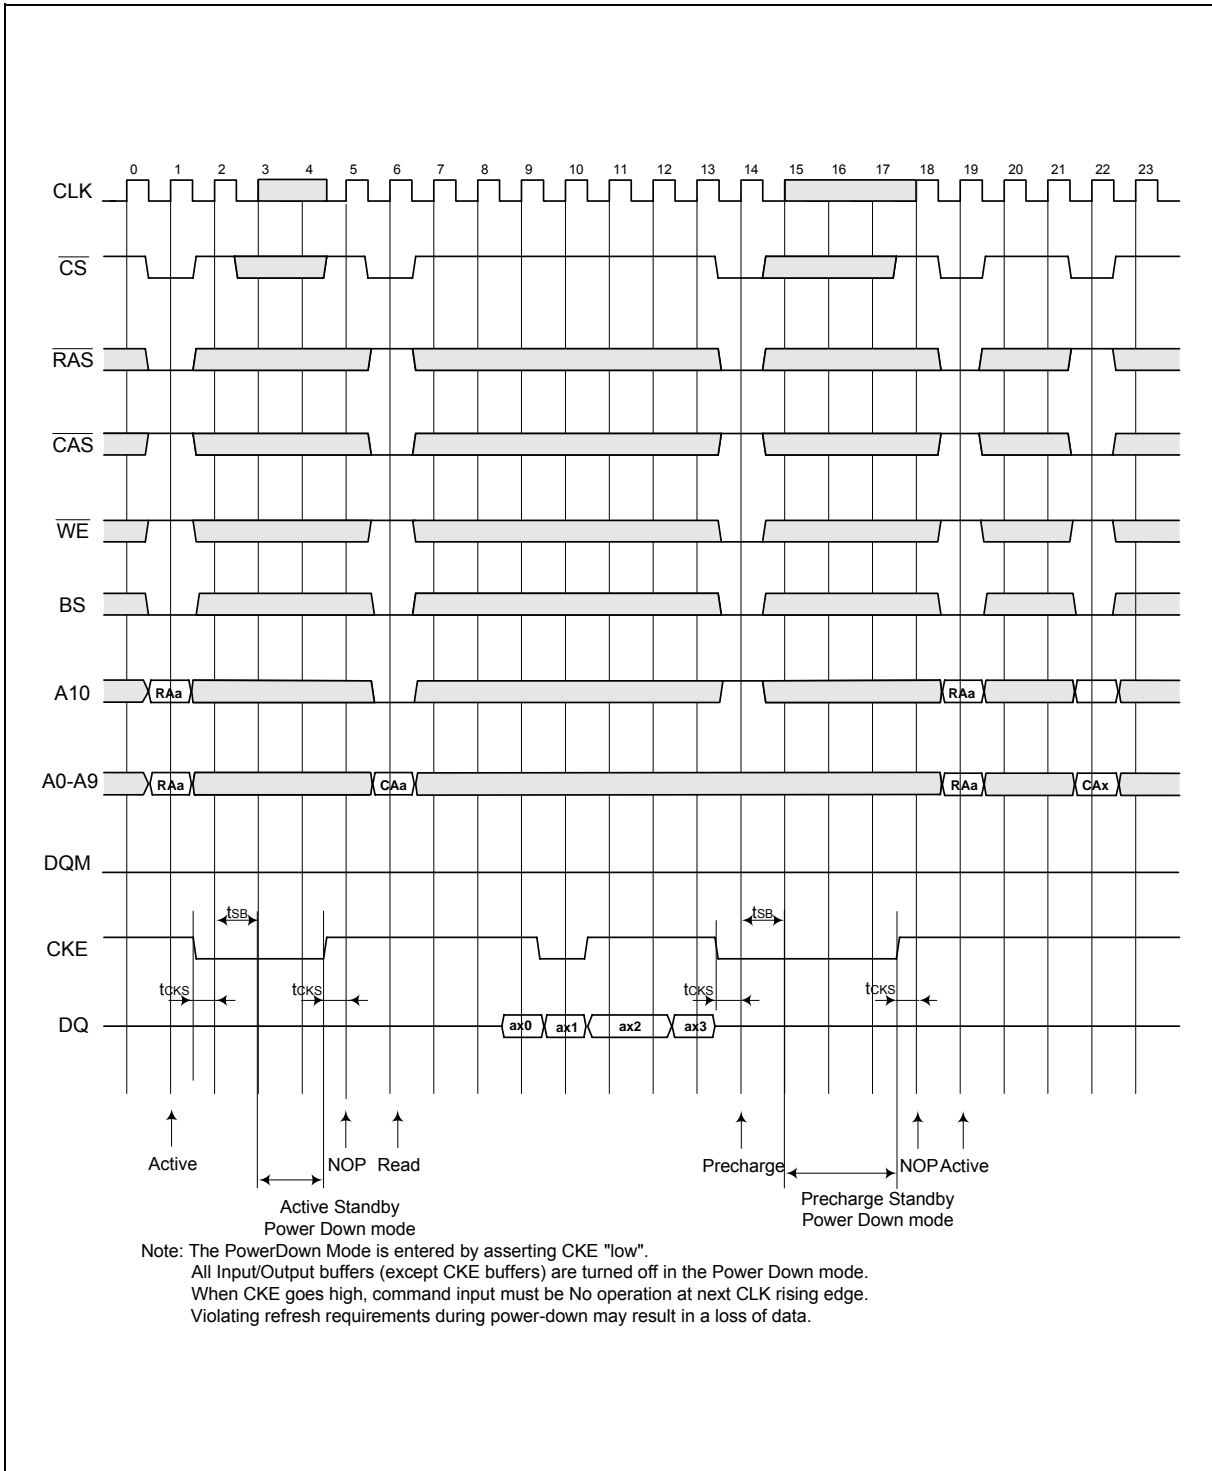 0 1 2 3 4 5 6 7 8 9 10 11 12 13 14 15 16 17 18 19 20 21 22 23
CLK
CS
RAS
CAS
WE
BS
A10 RAa RAa
A0-A9 RAa CAa RAa CAx
DQM
tSB tSB
CKE
tCKS tCKS tCKS tCKS
DQ ax0 ax1 ax2 ax3
Active NOP Read Precharge NOP Active
Active Standby
Power Down mode
Precharge Standby
Power Down mode
Note: The PowerDown Mode is entered by asserting CKE "low".
All Input/Output buffers (except CKE buffers) are turned off in the Power Down mode.
When CKE goes high, command input must be No operation at next CLK rising edge.
Violating refresh requirements during power-down may result in a loss of data.